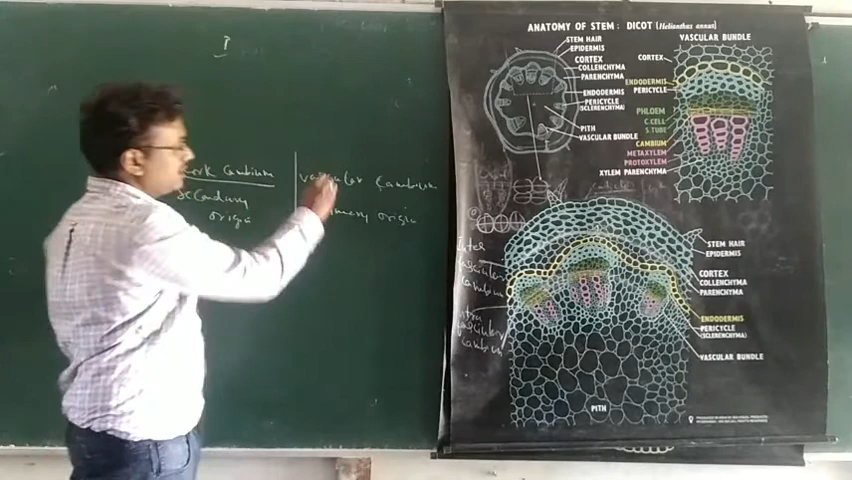 Cork Cambium
Secondary
origin
Vascular Cambium
origin
ANATOMY OF STEM : DICOT (Helianthus annus)
STEM HAIR
EPIDERMIS
CORTEX
COLLENCHYMA
PARENCHYMA
ENDODERMIS
PERICYCLE
(SCLERENCHYMA)
PITH
VASCULAR BUNDLE
VASCULAR BUNDLE
CORTEX
ENDODERMIS
PERICYCLE
PHLOEM
C.CELL
S.TUBE
CAMBIUM
METAXYLEM
PROTOXYLEM
XYLEM PARENCHYMA
Inter
fascicular
Cambium
Intra
fascicular
Cambium
STEM HAIR
EPIDERMIS
CORTEX
COLLENCHYMA
PARENCHYMA
ENDODERMIS
PERICYCLE
(SCLERENCHYMA)
VASCULAR BUNDLE
PITH